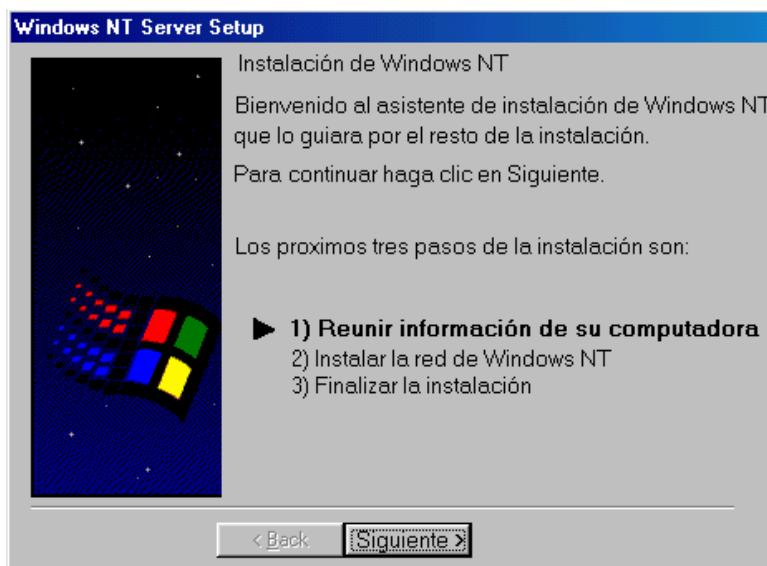 Windows NT Server Setup
Instalación de Windows NT
Bienvenido al asistente de instalación de Windows NT
que lo guiara por el resto de la instalación.
Para continuar haga clic en Siguiente.
Los proximos tres pasos de la instalación son:
1) Reunir información de su computadora
2) Instalar la red de Windows NT
3) Finalizar la instalación
< Back
Siguiente >